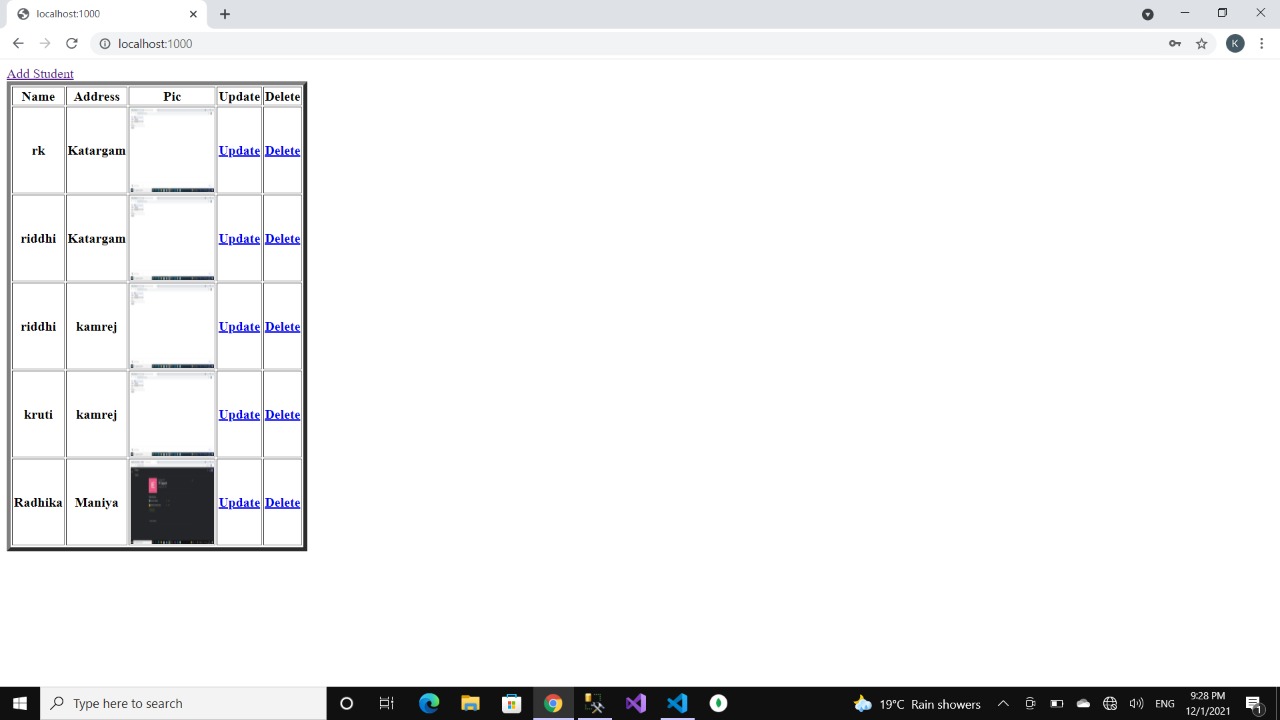 localhost:1000
localhost:1000
K
Add Student
Name Address Pic Update Delete
rk Katargam Update Delete
riddhi Katargam Update Delete
riddhi kamrej Update Delete
kruti kamrej Update Delete
Radhika Maniya Update Delete
Type here to search
19°C Rain showers
ENG
9:28 PM
12/1/2021
1